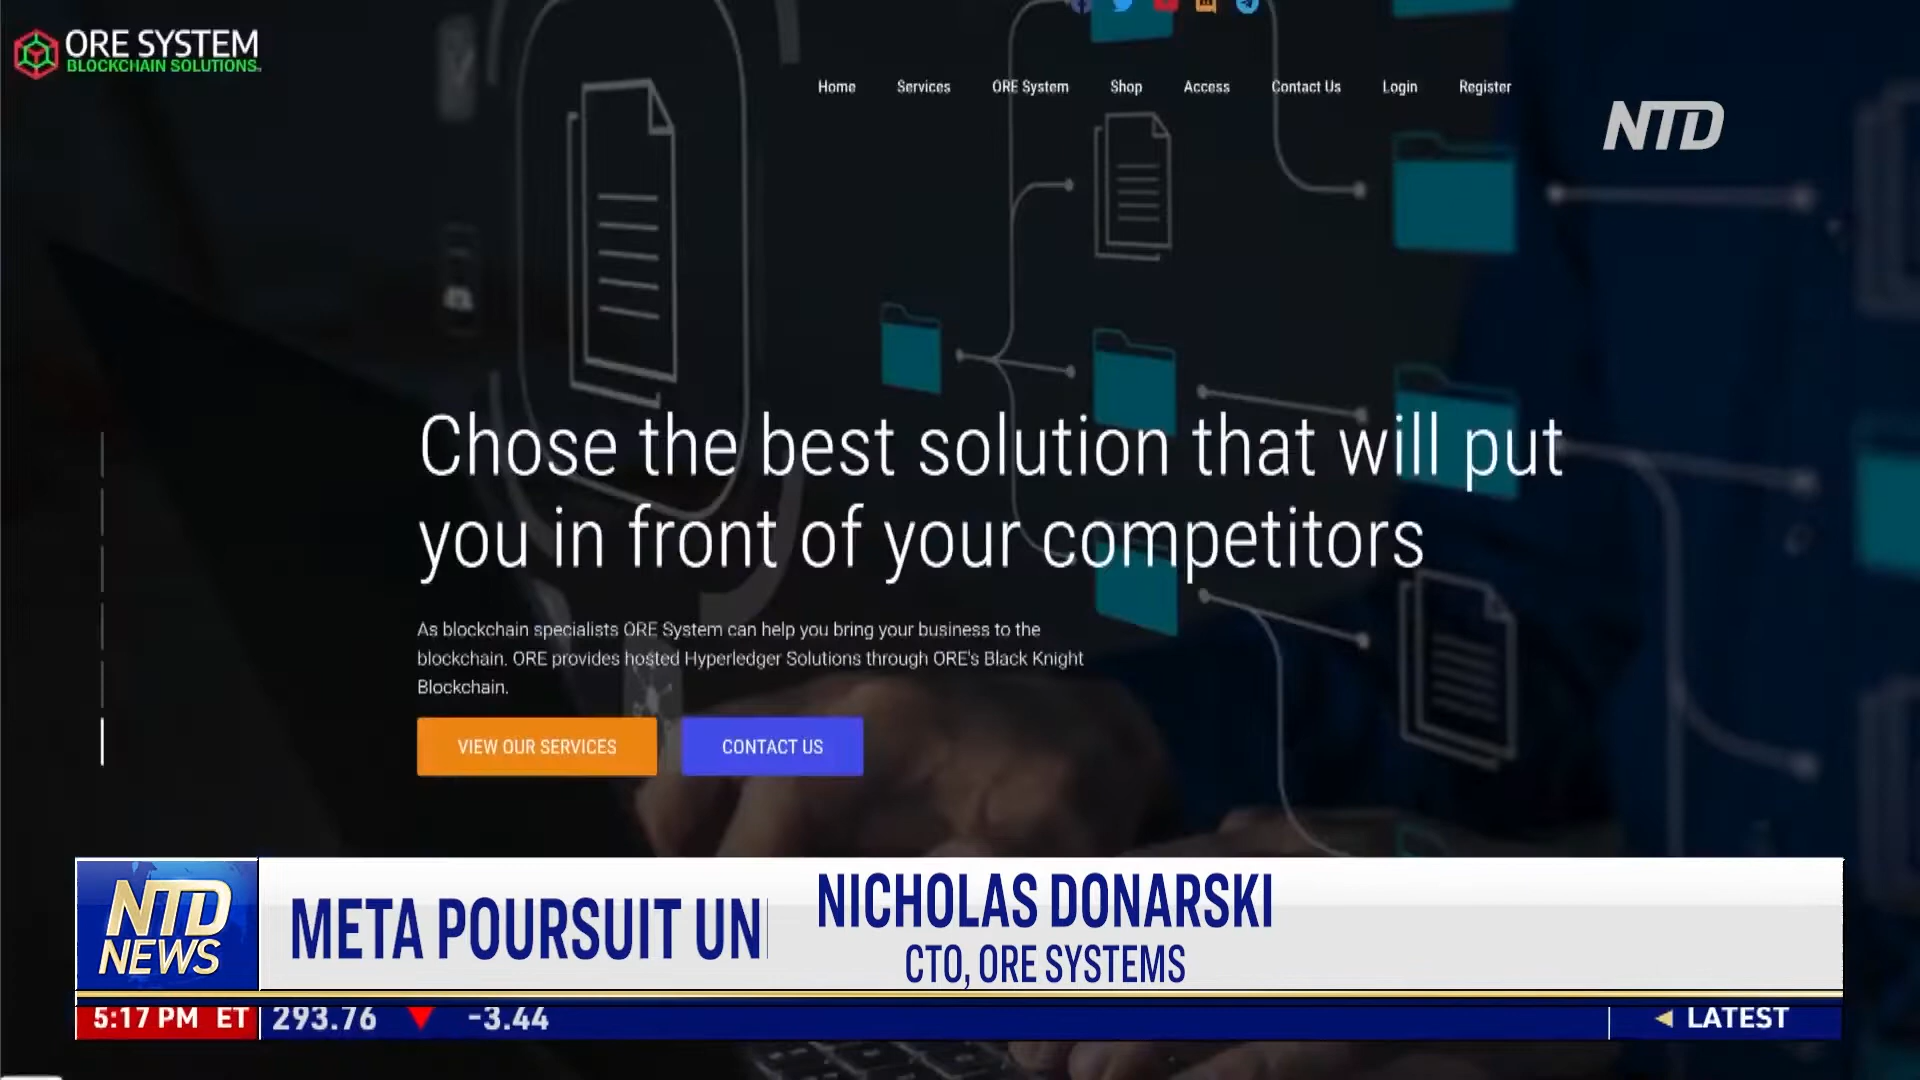 ORE SYSTEM
BLOCKCHAIN SOLUTIONS
Home Services ORE System Shop Access Contact Us Login Register
NTD
Chose the best solution that will put
you in front of your competitors
As blockchain specialists ORE System can help you bring your business to the
blockchain. ORE provides hosted Hyperledger Solutions through ORE's Black Knight
Blockchain.
VIEW OUR SERVICES CONTACT US
NTD
NEWS
META POURSUIT UN
NICHOLAS DONARSKI
CTO, ORE SYSTEMS
5:17 PM ET 293.76 ▼ -3.44 ◄ LATEST